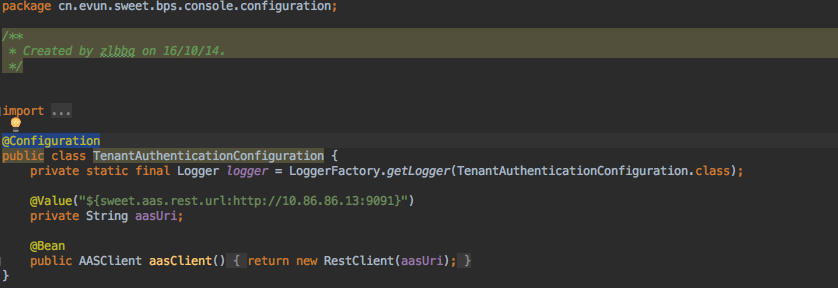 package cn.evun.sweet.bps.console.configuration;
/**
 * Created by zlbbq on 16/10/14.
 */
import ...
@Configuration
public class TenantAuthenticationConfiguration {
    private static final Logger logger = LoggerFactory.getLogger(TenantAuthenticationConfiguration.class);
    @Value("${sweet.aas.rest.url:http://10.86.86.13:9091}")
    private String aasUri;
    @Bean
    public AASClient aasClient() { return new RestClient(aasUri); }
}